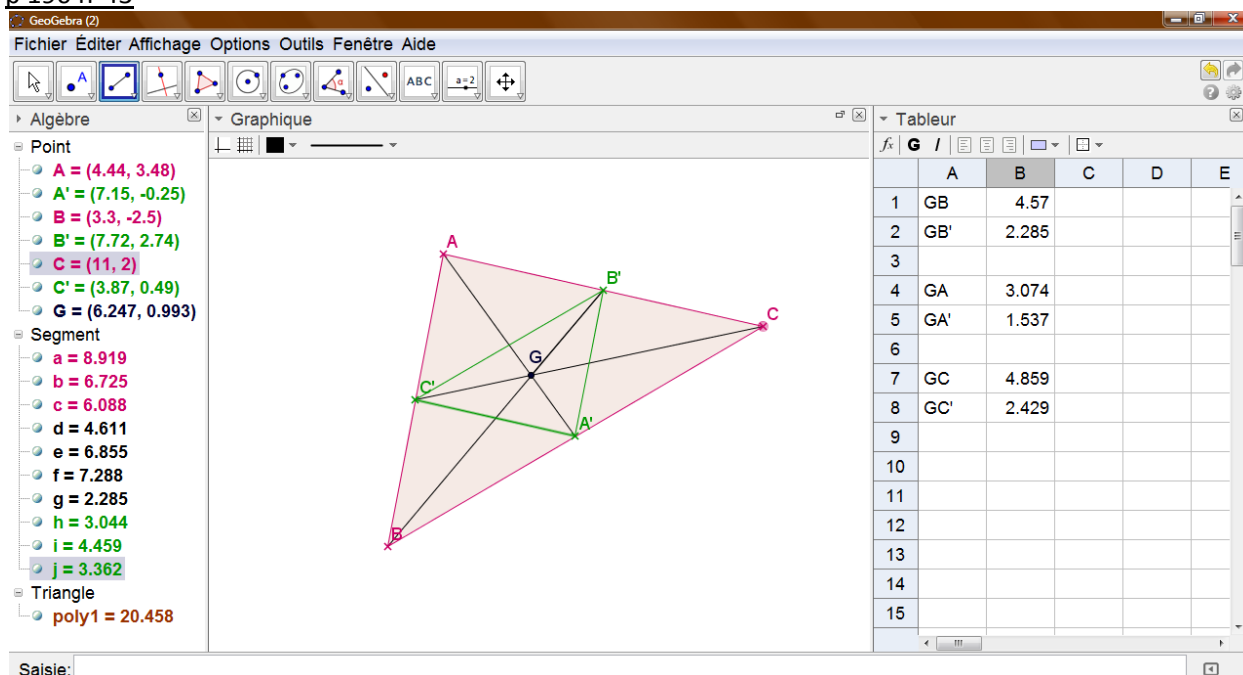 p 196 n°43
GeoGebra (2)
Fichier Éditer Affichage Options Outils Fenêtre Aide
A
α
ABC
a=2
Algèbre
Point
A = (4.44, 3.48)
A' = (7.15, -0.25)
B = (3.3, -2.5)
B' = (7.72, 2.74)
C = (11, 2)
C' = (3.87, 0.49)
G = (6.247, 0.993)
Segment
a = 8.919
b = 6.725
c = 6.088
d = 4.611
e = 6.855
f = 7.288
g = 2.285
h = 3.044
i = 4.459
j = 3.362
Triangle
poly1 = 20.458
Graphique
A
B'
C
G
C'
A'
B
Tableur
fx G I
A B C D E
1 GB 4.57
2 GB' 2.285
3
4 GA 3.074
5 GA' 1.537
6
7 GC 4.859
8 GC' 2.429
9
10
11
12
13
14
15
Saisie: